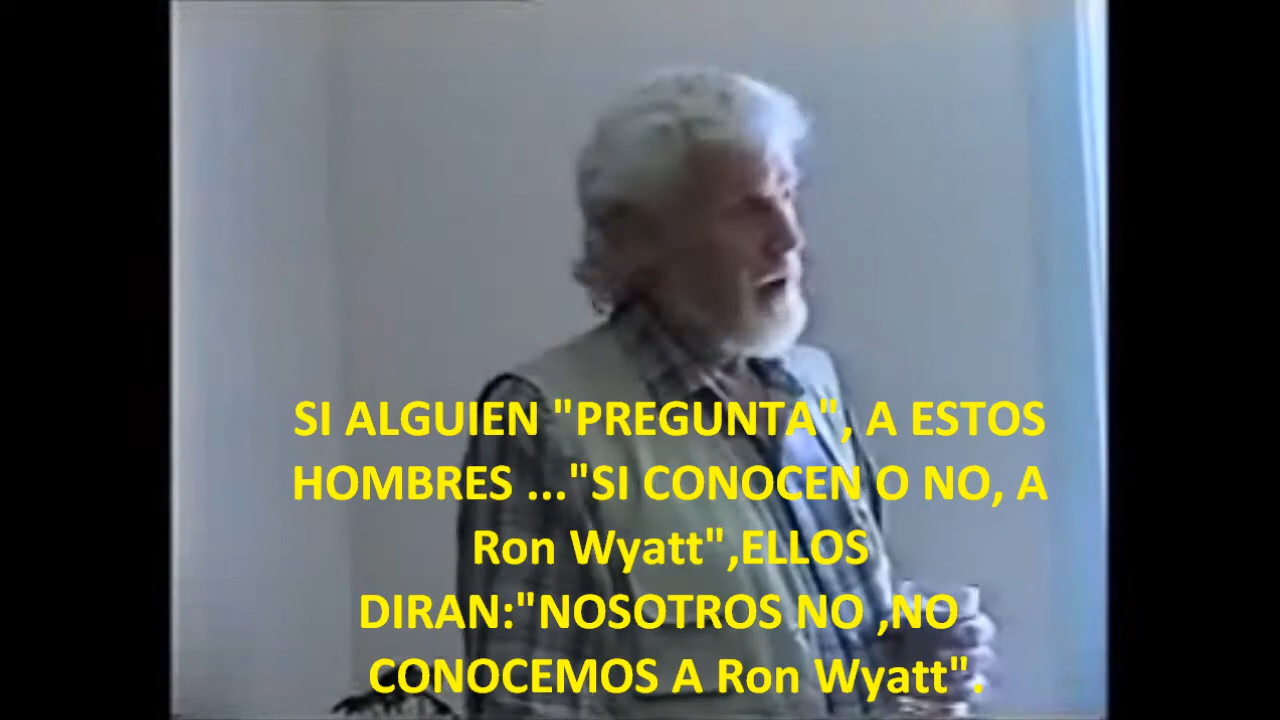 SI ALGUIEN "PREGUNTA", A ESTOS
HOMBRES ..."SI CONOCEN O NO, A
Ron Wyatt",ELLOS
DIRAN:"NOSOTROS NO ,NO
CONOCEMOS A Ron Wyatt".